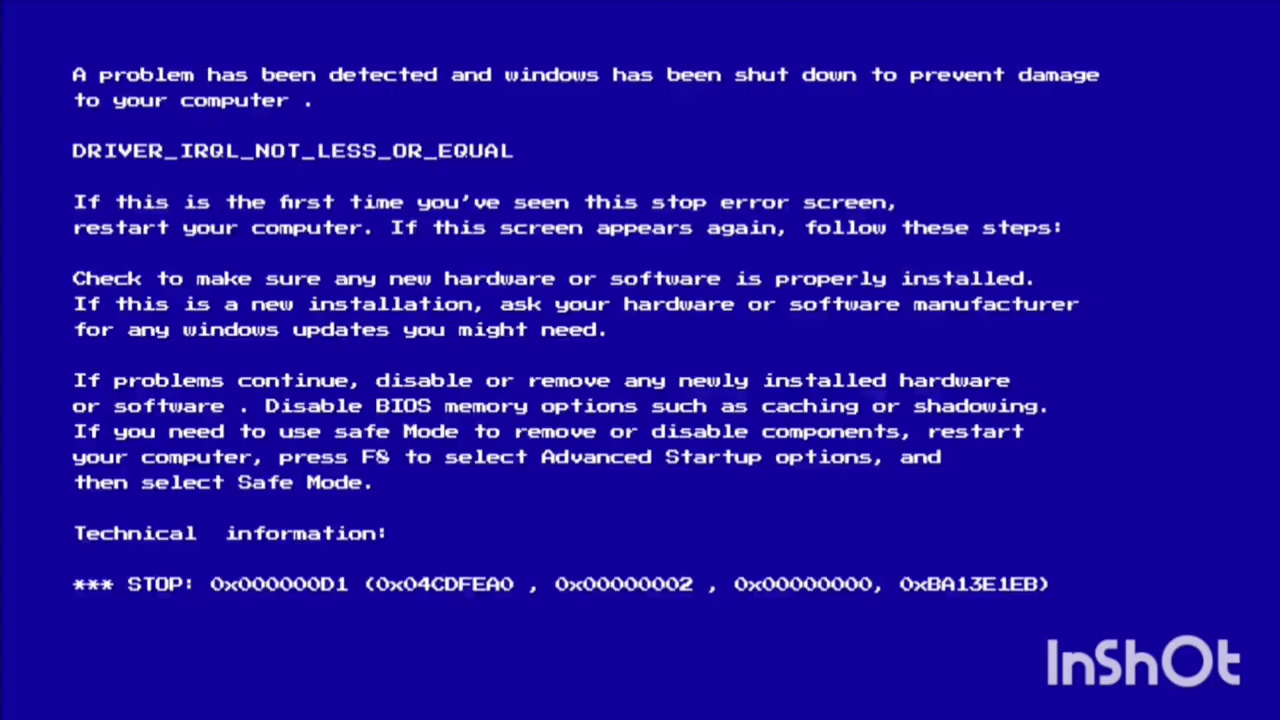 A problem has been detected and windows has been shut down to prevent damage
to your computer .
DRIVER_IRQL_NOT_LESS_OR_EQUAL
If this is the first time you've seen this stop error screen,
restart your computer. If this screen appears again, follow these steps:
Check to make sure any new hardware or software is properly installed.
If this is a new installation, ask your hardware or software manufacturer
for any windows updates you might need.
If problems continue, disable or remove any newly installed hardware
or software . Disable BIOS memory options such as caching or shadowing.
If you need to use safe Mode to remove or disable components, restart
your computer, press F& to select Advanced Startup options, and
then select Safe Mode.
Technical  information:
*** STOP: 0x000000D1 (0x04CDFEA0 , 0x00000002 , 0x00000000, 0xBA13E1EB)
InShOt